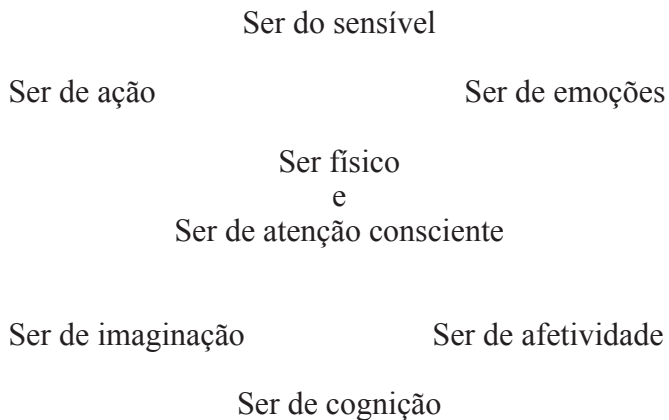 Ser do sensível
Ser de ação Ser de emoções
Ser físico
e
Ser de atenção consciente
Ser de imaginação Ser de afetividade
Ser de cognição